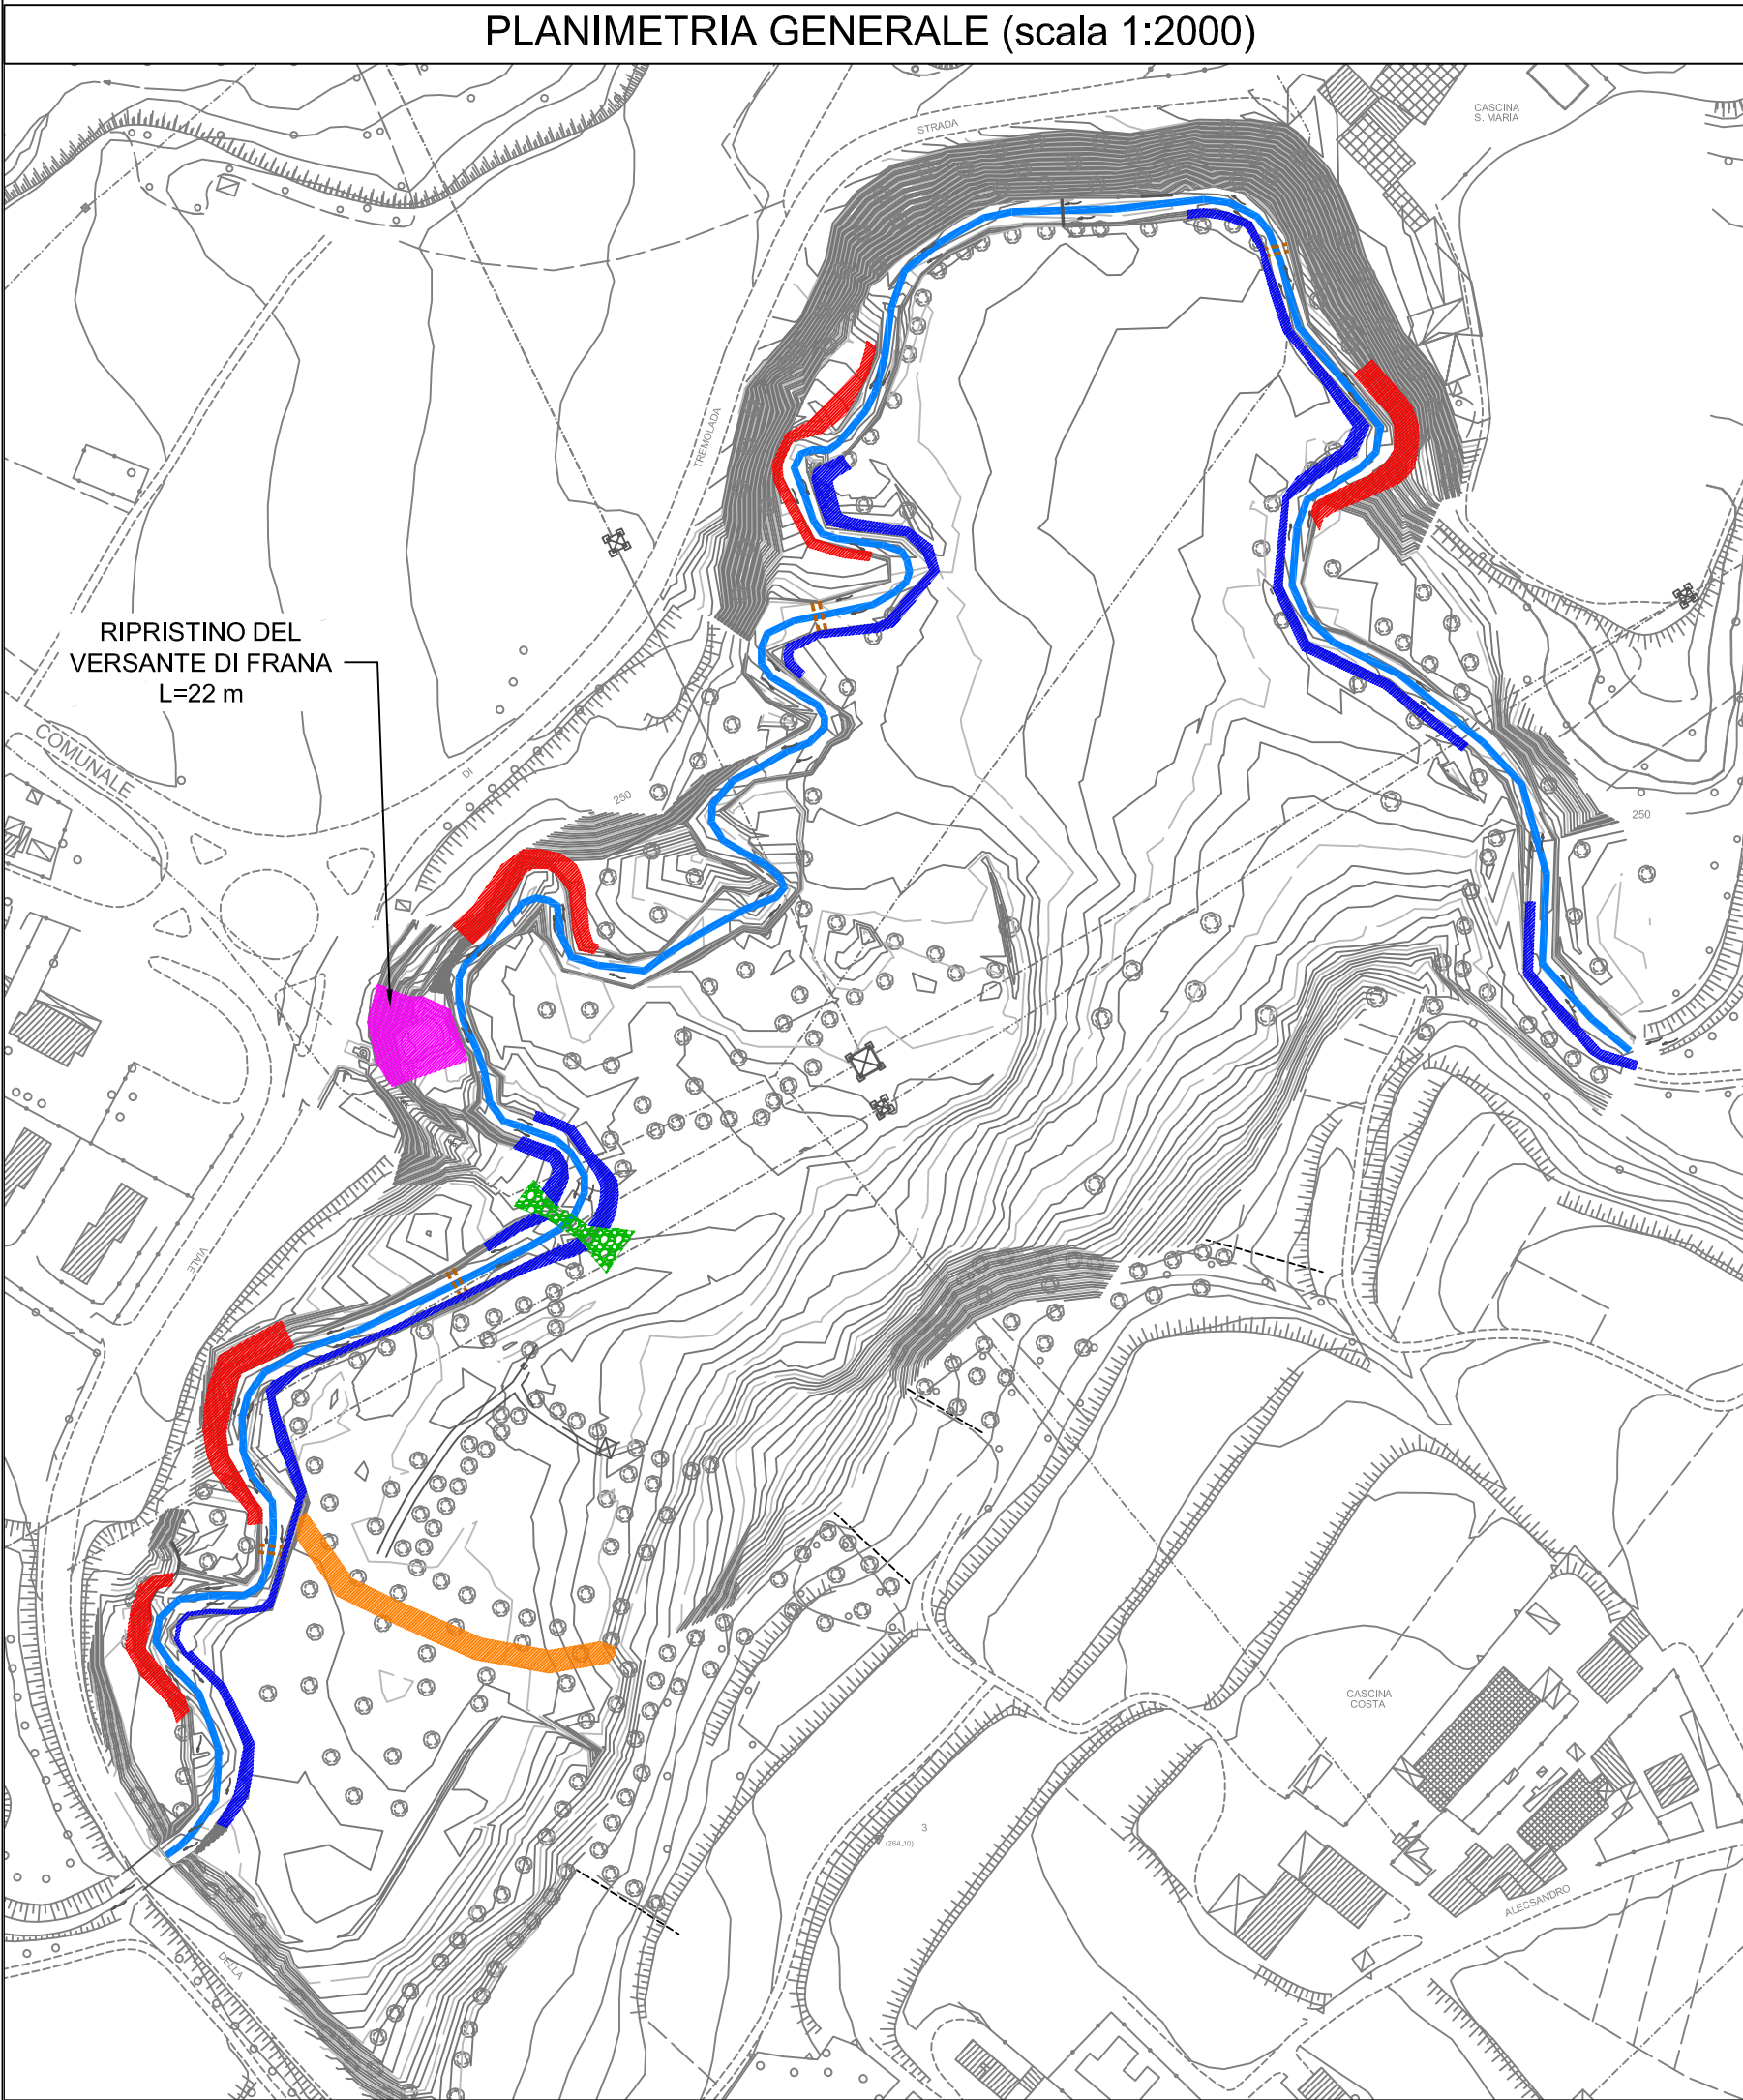 PLANIMETRIA GENERALE (scala 1:2000)
CASCINA
S. MARIA
STRADA
TREMOLADA
RIPRISTINO DEL
VERSANTE DI FRANA
L=22 m
COMUNALE
DI
250
250
VIALE
CASCINA
COSTA
3
(264,10)
ALESSANDRO
DELLA